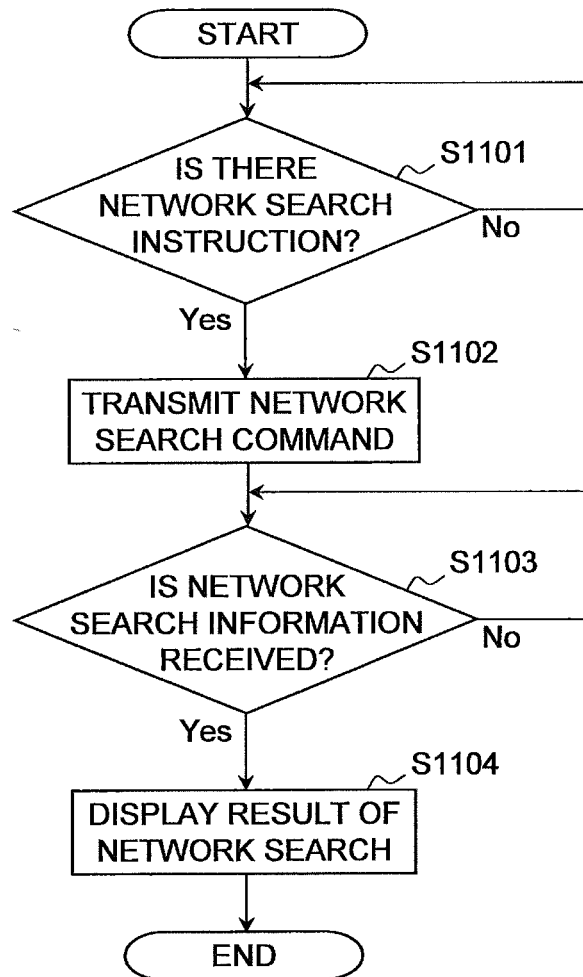 START
S1101
IS THERE
NETWORK SEARCH
INSTRUCTION?
No
Yes
S1102
TRANSMIT NETWORK
SEARCH COMMAND
S1103
IS NETWORK
SEARCH INFORMATION
RECEIVED?
No
Yes
S1104
DISPLAY RESULT OF
NETWORK SEARCH
END